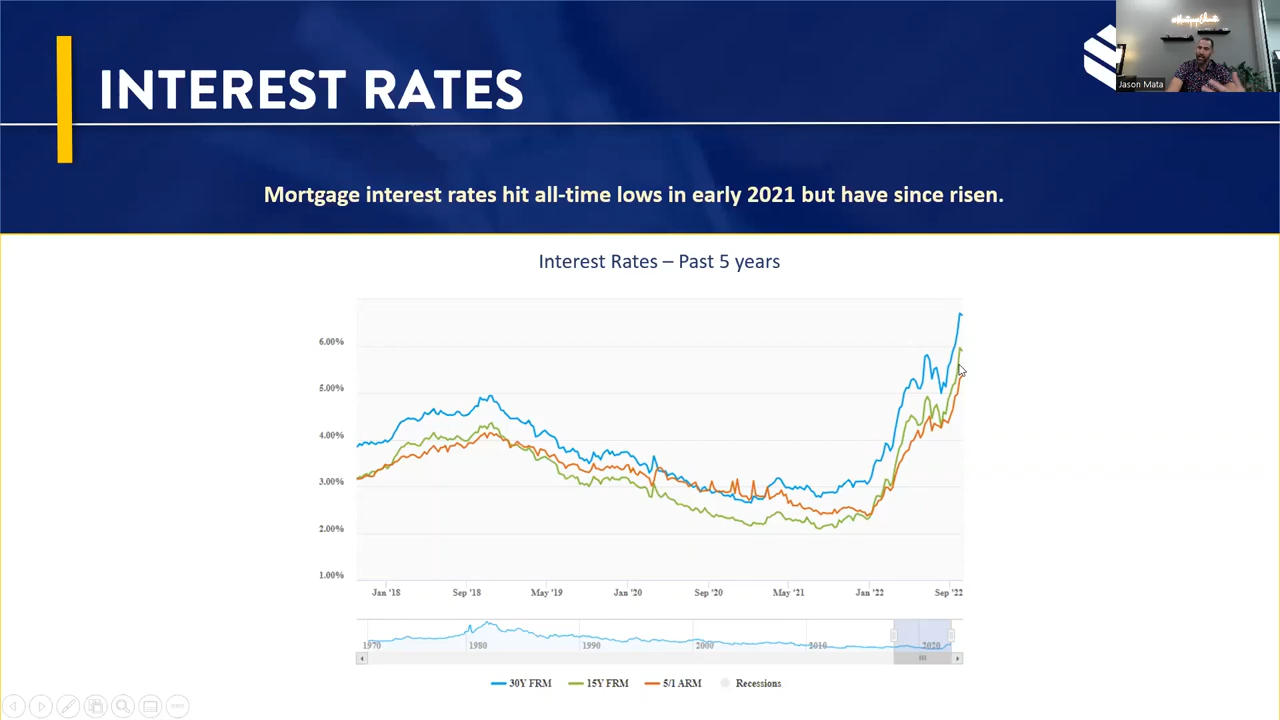 INTEREST RATES
Jason Mata
Mortgage interest rates hit all-time lows in early 2021 but have since risen.
Interest Rates – Past 5 years
6.00%
5.00%
4.00%
3.00%
2.00%
1.00%
Jan '18 Sep '18 May '19 Jan '20 Sep '20 May '21 Jan '22 Sep '22
1970 1980 1990 2000 2010 2020
30Y FRM 15Y FRM 5/1 ARM Recessions